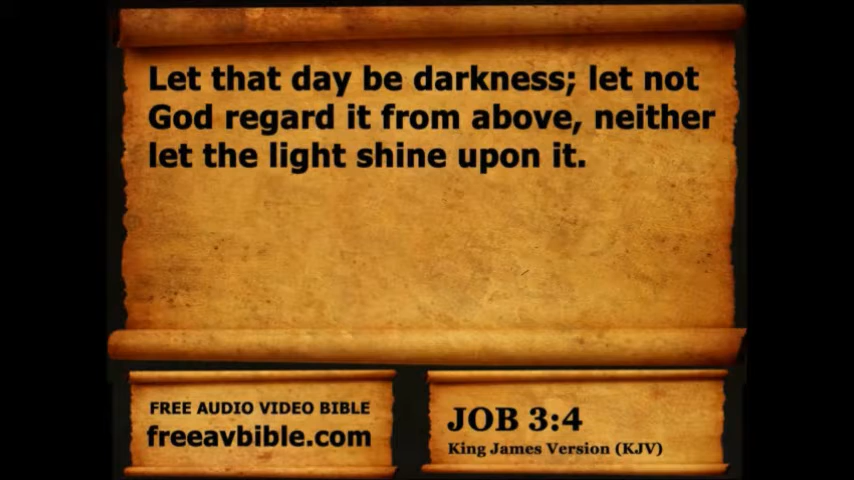 Let that day be darkness; let not
God regard it from above, neither
let the light shine upon it.
FREE AUDIO VIDEO BIBLE
freeavbible.com
JOB 3:4
King James Version (KJV)